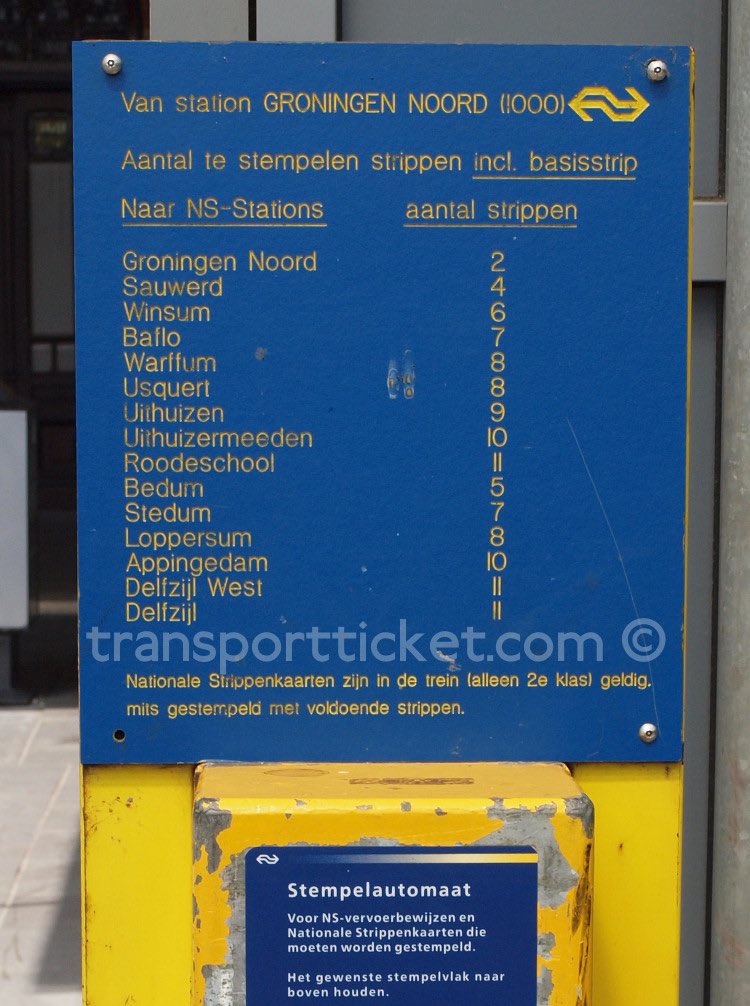 Van station GRONINGEN NOORD (1000)
Aantal te stempelen strippen incl. basisstrip
Naar NS-Stations aantal strippen
Groningen Noord 2
Sauwerd 4
Winsum 6
Baflo 7
Warffum 8
Usquert 8
Uithuizen 9
Uithuizermeeden 10
Roodeschool 11
Bedum 5
Stedum 7
Loppersum 8
Appingedam 10
Delfzijl West 11
Delfzijl 11
transportticket.com ©
Nationale Strippenkaarten zijn in de trein (alleen 2e klas) geldig,
mits gestempeld met voldoende strippen.
Stempelautomaat
Voor NS-vervoerbewijzen en
Nationale Strippenkaarten die
moeten worden gestempeld.
Het gewenste stempelvlak naar
boven houden.